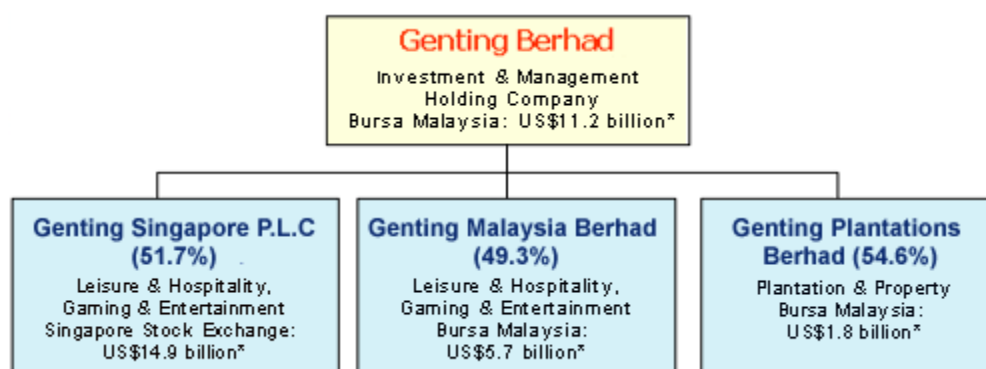 Genting Berhad
Investment & Management
Holding Company
Bursa Malaysia: US$11.2 billion*
Genting Singapore P.L.C
(51.7%)
Leisure & Hospitality,
Gaming & Entertainment
Singapore Stock Exchange:
US$14.9 billion*
Genting Malaysia Berhad
(49.3%)
Leisure & Hospitality,
Gaming & Entertainment
Bursa Malaysia:
US$5.7 billion*
Genting Plantations
Berhad (54.6%)
Plantation & Property
Bursa Malaysia:
US$1.8 billion*